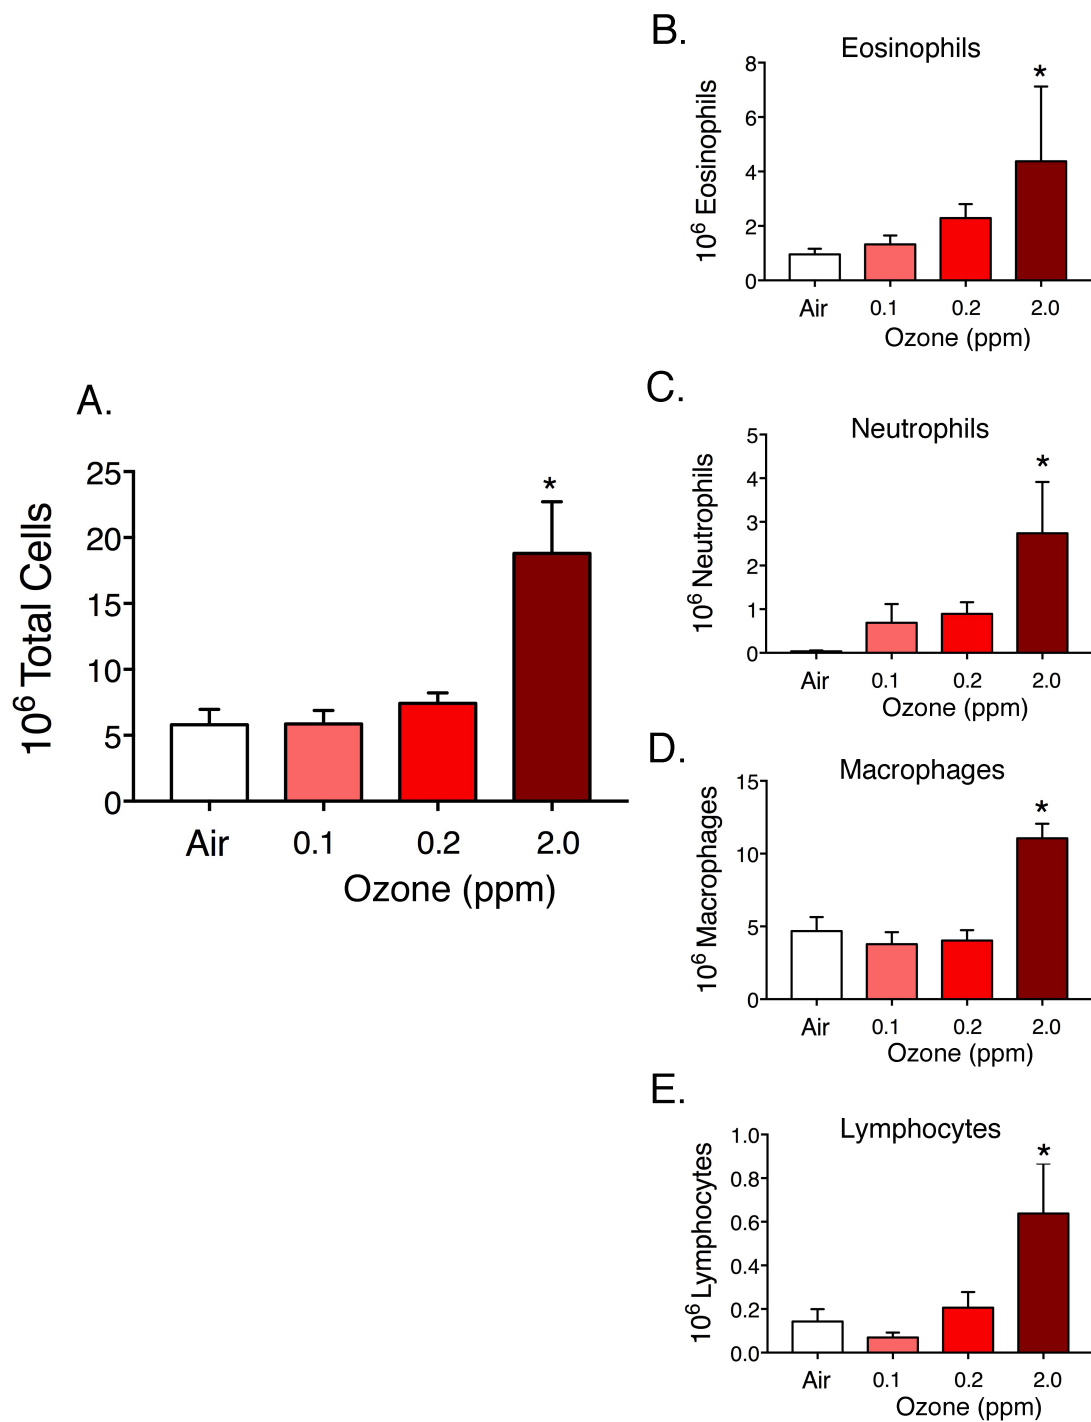 A.
10⁶ Total Cells
25
20
15
10
5
0
*
Air 0.1 0.2 2.0
Ozone (ppm)
B.
Eosinophils
10⁶ Eosinophils
8
6
4
2
0
*
Air 0.1 0.2 2.0
Ozone (ppm)
C.
Neutrophils
10⁶ Neutrophils
5
4
3
2
1
0
*
Air 0.1 0.2 2.0
Ozone (ppm)
D.
Macrophages
10⁶ Macrophages
15
10
5
0
*
Air 0.1 0.2 2.0
Ozone (ppm)
E.
Lymphocytes
10⁶ Lymphocytes
1.0
0.8
0.6
0.4
0.2
0.0
*
Air 0.1 0.2 2.0
Ozone (ppm)